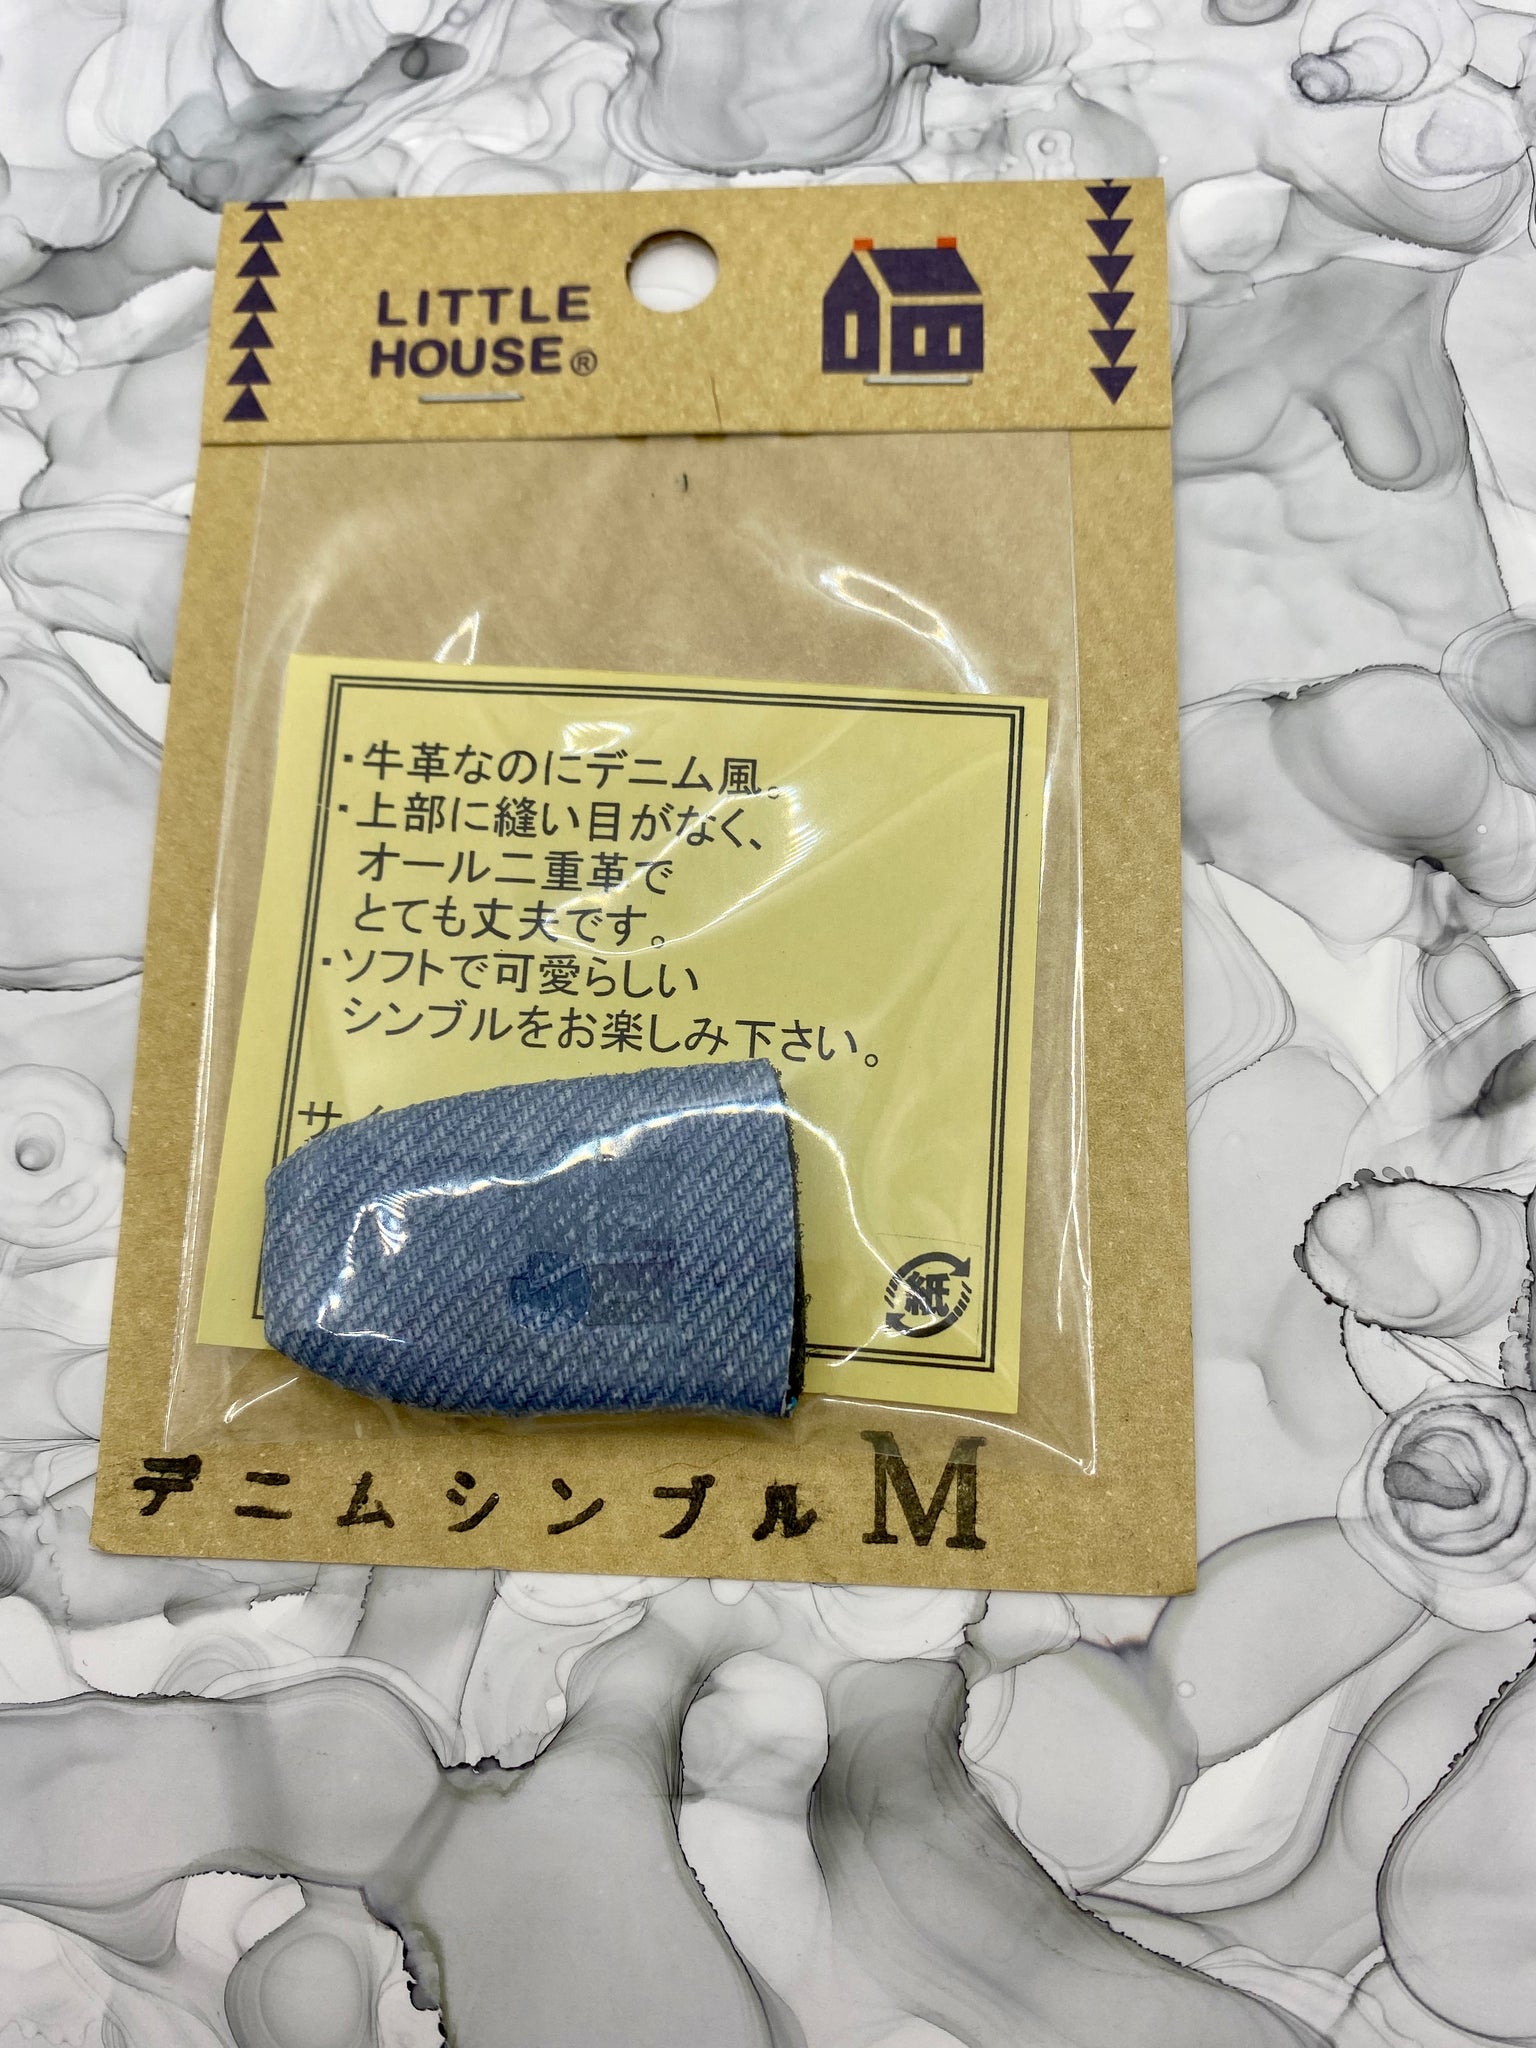 LITTLE
HOUSE®
・牛革なのにデニム風。
・上部に縫い目がなく、
オール二重革で
とても丈夫です。
・ソフトで可愛らしい
シンブルをお楽しみ下さい。
サイ
紙
デニムシンブル M